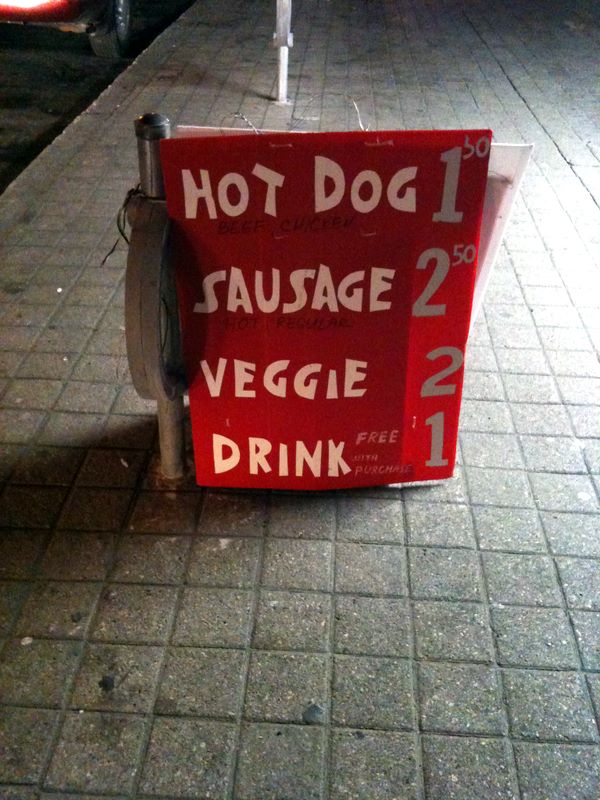 HOT DOG 1 50
BEEF, CHICKEN
SAUSAGE 2 50
HOT REGULAR
VEGGIE 2
DRINK FREE WITH PURCHASE 1